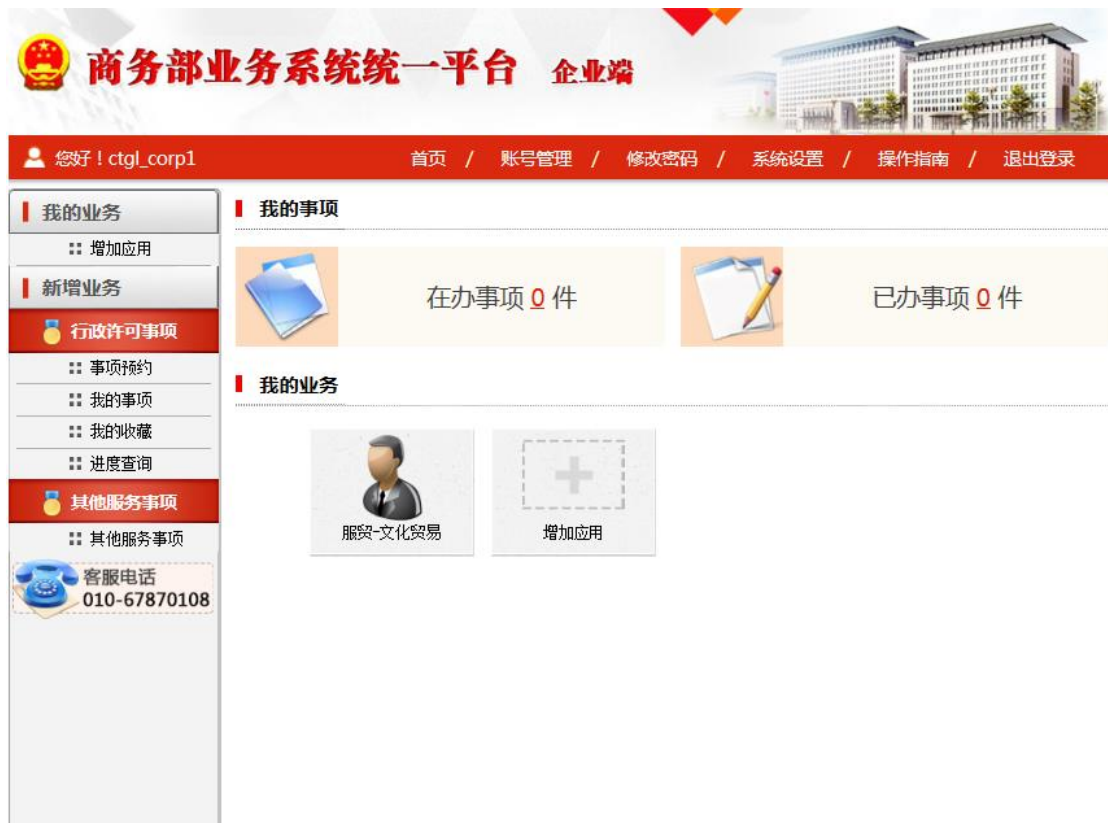 商务部业务系统统一平台 企业端
您好！ctgl_corp1 首页 / 账号管理 / 修改密码 / 系统设置 / 操作指南 / 退出登录
我的业务
增加应用
新增业务
行政许可事项
事项预约
我的事项
我的收藏
进度查询
其他服务事项
其他服务事项
客服电话
010-67870108
我的事项
在办事项 0 件
已办事项 0 件
我的业务
服贸-文化贸易
增加应用